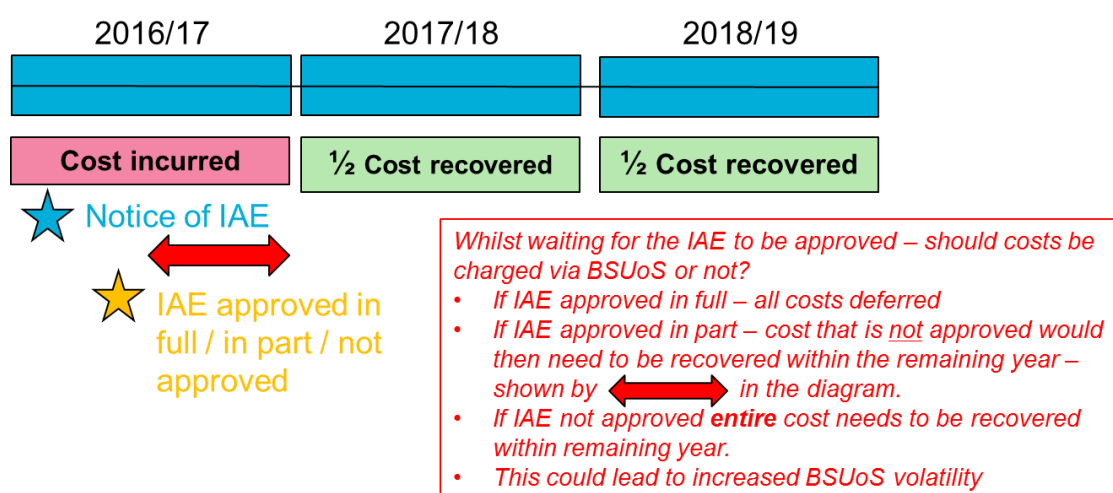 2016/17 2017/18 2018/19
Cost incurred ½ Cost recovered ½ Cost recovered
Notice of IAE
IAE approved in
full / in part / not
approved
Whilst waiting for the IAE to be approved – should costs be
charged via BSUoS or not?
• If IAE approved in full – all costs deferred
• If IAE approved in part – cost that is not approved would
then need to be recovered within the remaining year –
shown by in the diagram.
• If IAE not approved entire cost needs to be recovered
within remaining year.
• This could lead to increased BSUoS volatility